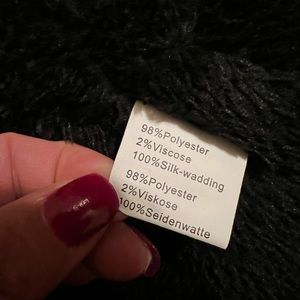 98%Polyester
2%Viscose
100%Silk-wadding
98%Polyester
2%Viskose
100%Seidenwatte